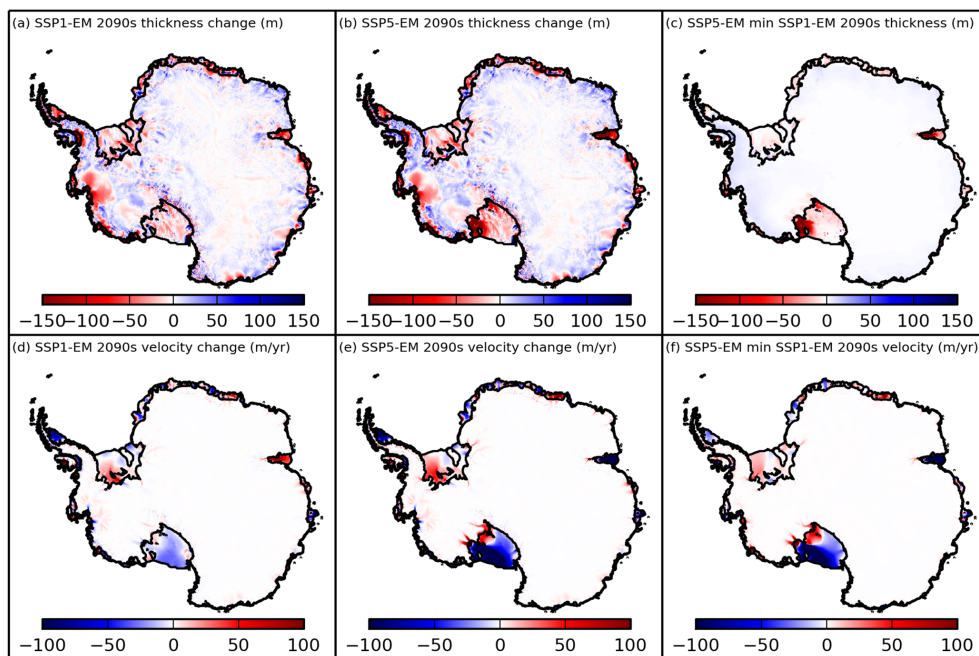 (a) SSP1-EM 2090s thickness change (m)
(b) SSP5-EM 2090s thickness change (m)
(c) SSP5-EM min SSP1-EM 2090s thickness (m)
−150−100 −50 0 50 100 150
−150−100 −50 0 50 100 150
−150−100 −50 0 50 100 150
(d) SSP1-EM 2090s velocity change (m/yr)
(e) SSP5-EM 2090s velocity change (m/yr)
(f) SSP5-EM min SSP1-EM 2090s velocity (m/yr)
−100 −50 0 50 100
−100 −50 0 50 100
−100 −50 0 50 100